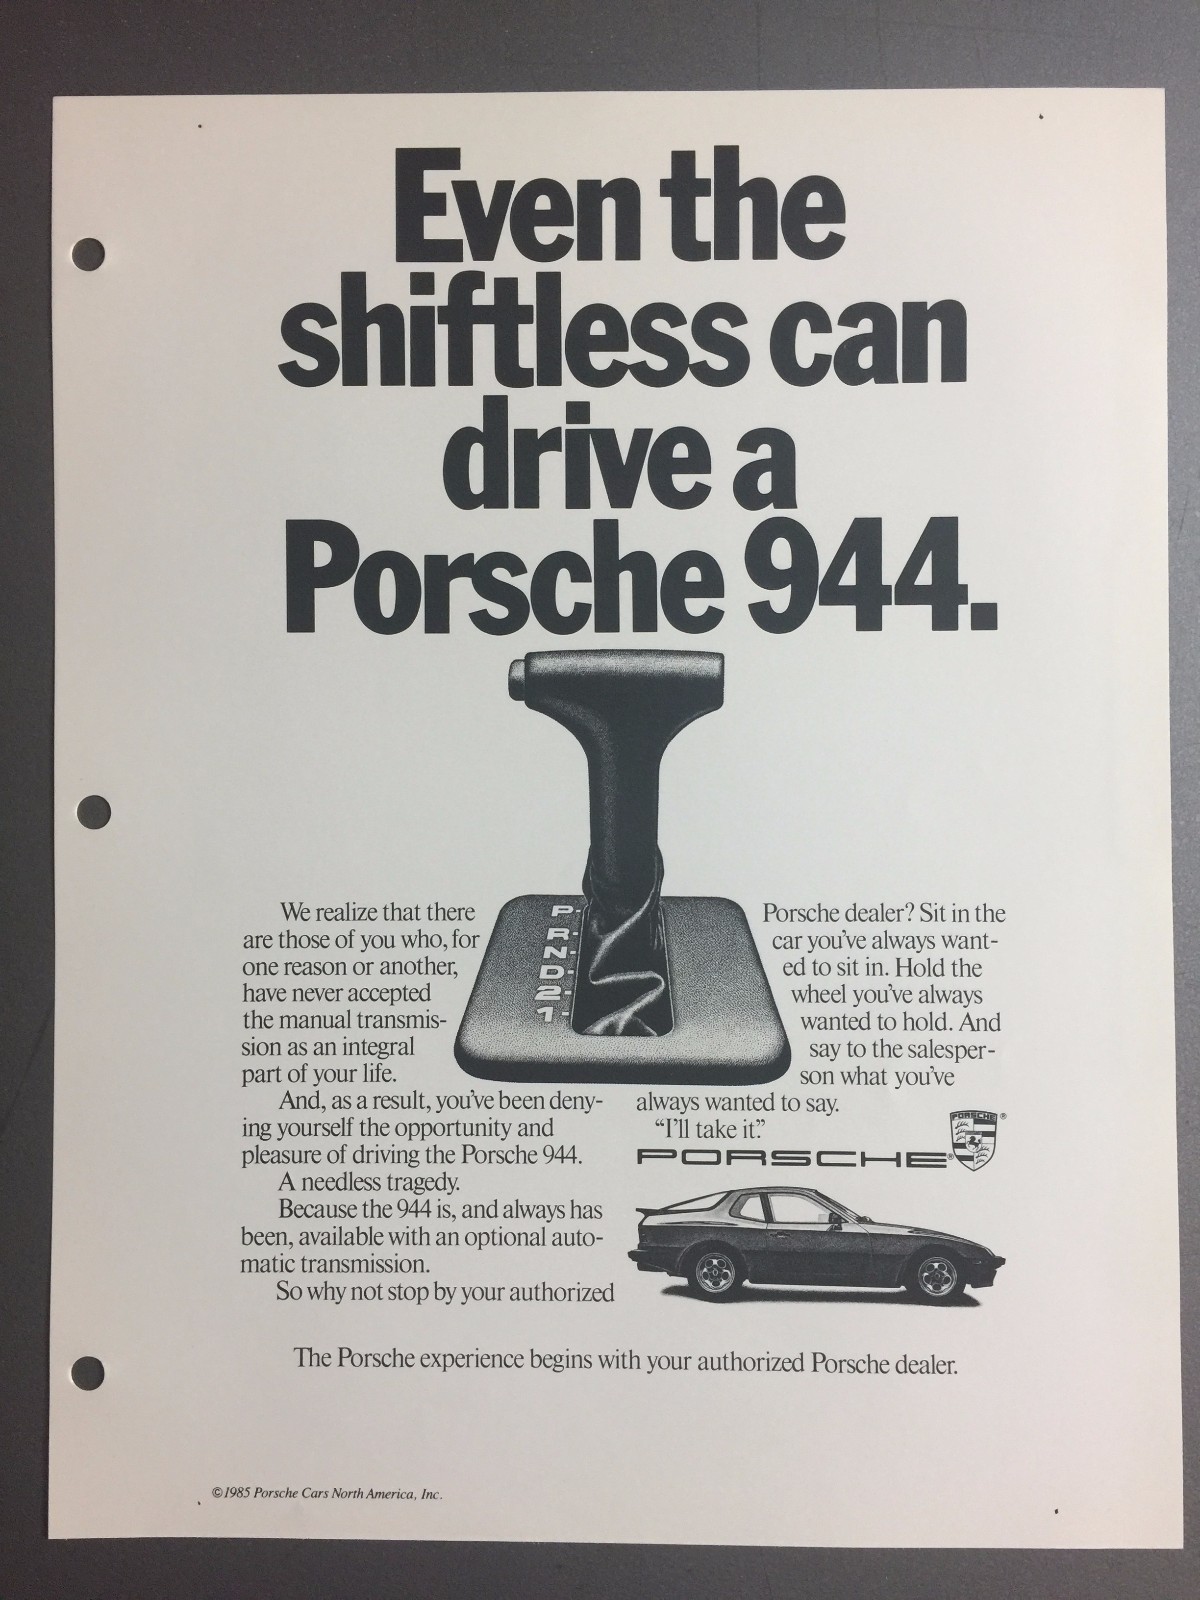 Even the
shiftless can
drive a
Porsche 944.
P
R
N
D
2
1
We realize that there
are those of you who, for
one reason or another,
have never accepted
the manual transmis-
sion as an integral
part of your life.
And, as a result, you've been deny-
ing yourself the opportunity and
pleasure of driving the Porsche 944.
A needless tragedy.
Because the 944 is, and always has
been, available with an optional auto-
matic transmission.
So why not stop by your authorized
Porsche dealer? Sit in the
car you've always want-
ed to sit in. Hold the
wheel you've always
wanted to hold. And
say to the salesper-
son what you've
always wanted to say.
“I'll take it.”
PORSCHE®
PORSCHE ®
The Porsche experience begins with your authorized Porsche dealer.
©1985 Porsche Cars North America, Inc.